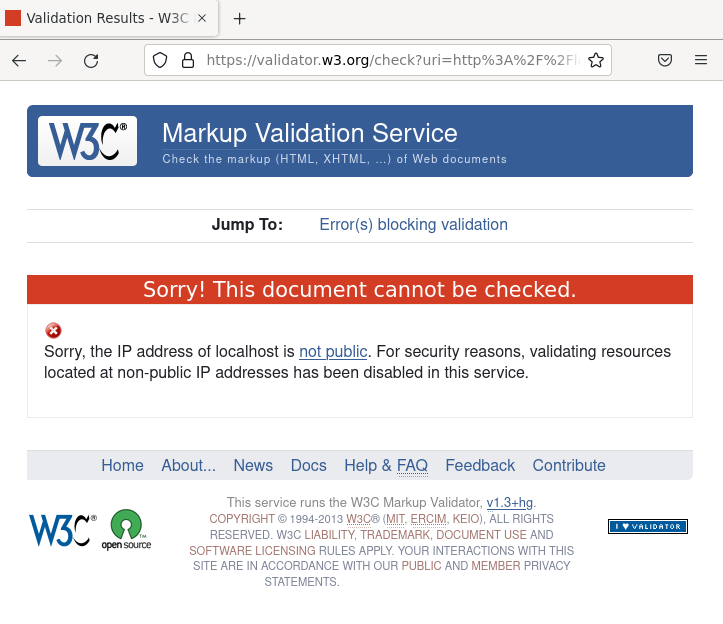 Validation Results - W3C
https://validator.w3.org/check?uri=http%3A%2F%2Fl
W3C®
Markup Validation Service
Check the markup (HTML, XHTML, …) of Web documents
Jump To: Error(s) blocking validation
Sorry! This document cannot be checked.
Sorry, the IP address of localhost is not public. For security reasons, validating resources
located at non-public IP addresses has been disabled in this service.
Home About... News Docs Help & FAQ Feedback Contribute
W3C®
open source™
This service runs the W3C Markup Validator, v1.3+hg.
COPYRIGHT © 1994-2013 W3C® (MIT, ERCIM, KEIO), ALL RIGHTS
RESERVED. W3C LIABILITY, TRADEMARK, DOCUMENT USE AND
SOFTWARE LICENSING RULES APPLY. YOUR INTERACTIONS WITH THIS
SITE ARE IN ACCORDANCE WITH OUR PUBLIC AND MEMBER PRIVACY
STATEMENTS.
I ♥ VALIDATOR